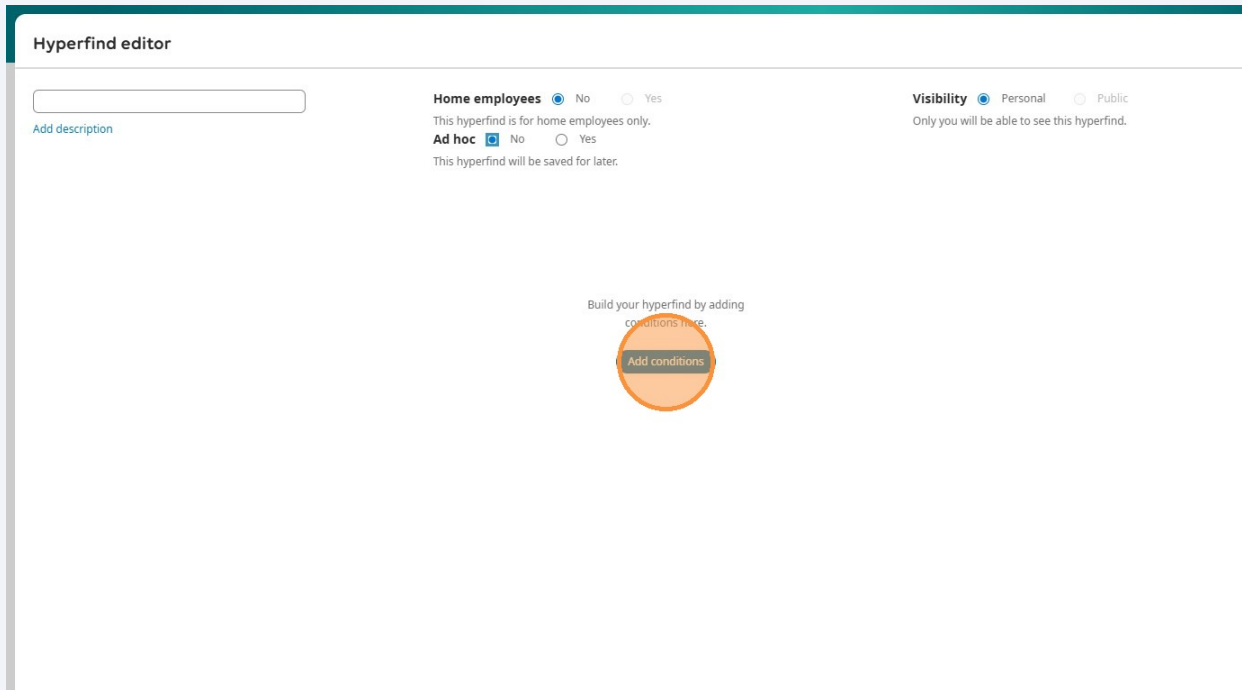 Hyperfind editor
Add description
Home employees No Yes
This hyperfind is for home employees only.
Ad hoc No Yes
This hyperfind will be saved for later.
Visibility Personal Public
Only you will be able to see this hyperfind.
Build your hyperfind by adding
conditions here.
Add conditions